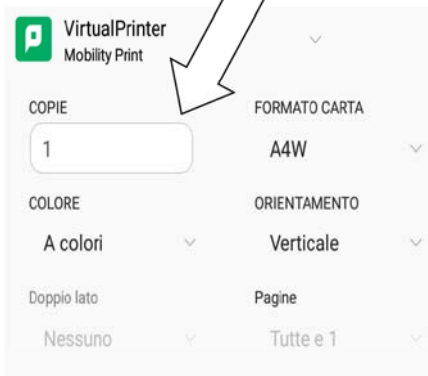 VirtualPrinter
Mobility Print
COPIE
FORMATO CARTA
1
A4W
COLORE
ORIENTAMENTO
A colori
Verticale
Doppio lato
Pagine
Nessuno
Tutte e 1